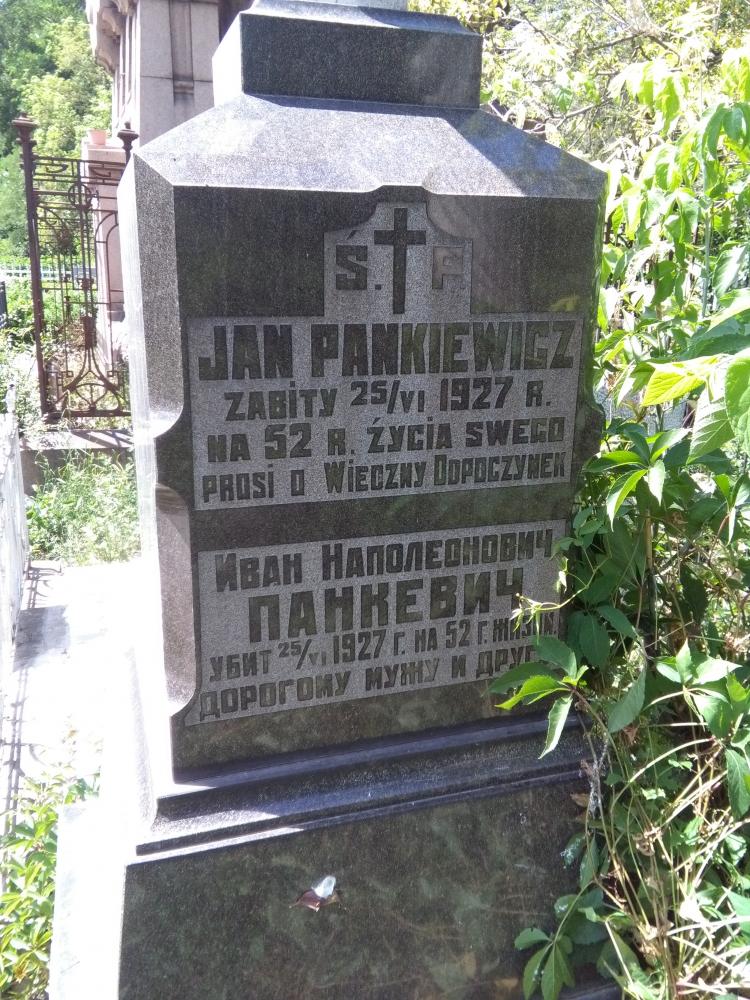 Ś. P.
JAN PANKIEWICZ
ZABITY 25/VI 1927 R.
NA 52 R. ŻYCIA SWEGO
PROSI O WIECZNY ODPOCZYNEK
ИВАН НАПОЛЕОНОВИЧ
ПАНКЕВИЧ
УБИТ 25/VI 1927 Г. НА 52 Г. ЖИЗНИ
ДОРОГОМУ МУЖУ И